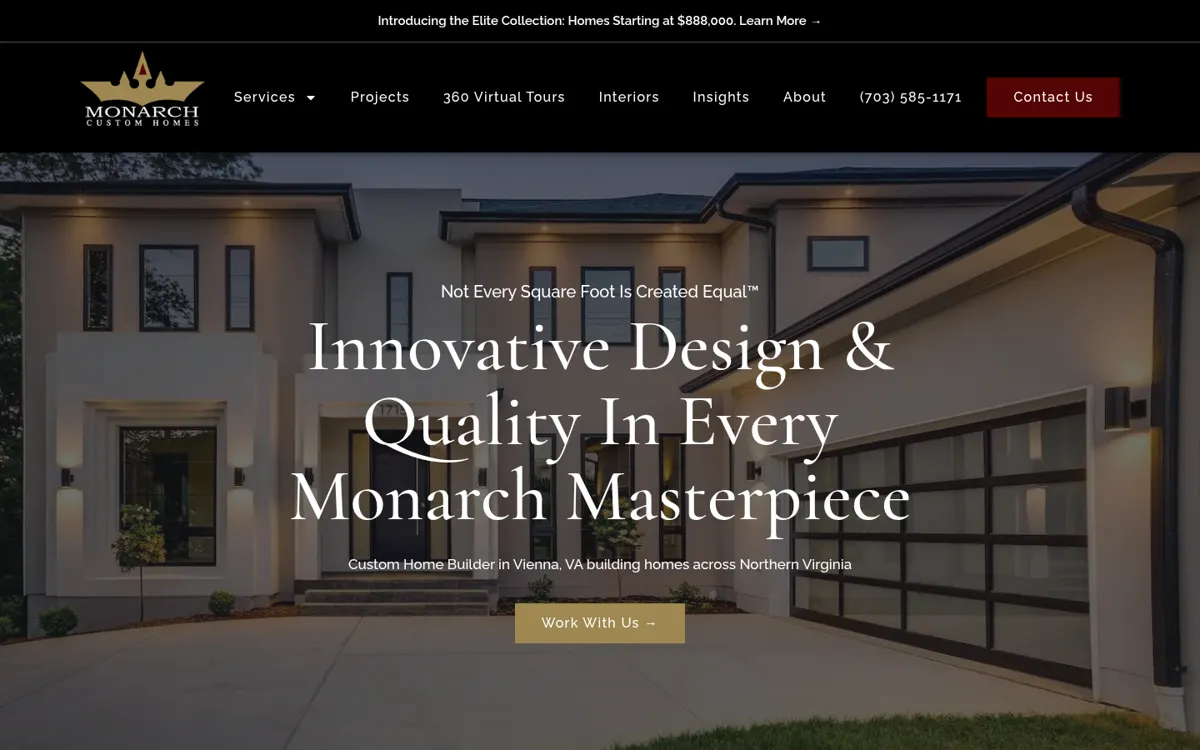 Introducing the Elite Collection: Homes Starting at $888,000. Learn More →
MONARCH
CUSTOM HOMES
Services
Projects
360 Virtual Tours
Interiors
Insights
About
(703) 585-1171
Contact Us
Not Every Square Foot Is Created Equal™
Innovative Design &
Quality In Every
Monarch Masterpiece
Custom Home Builder in Vienna, VA building homes across Northern Virginia
Work With Us →